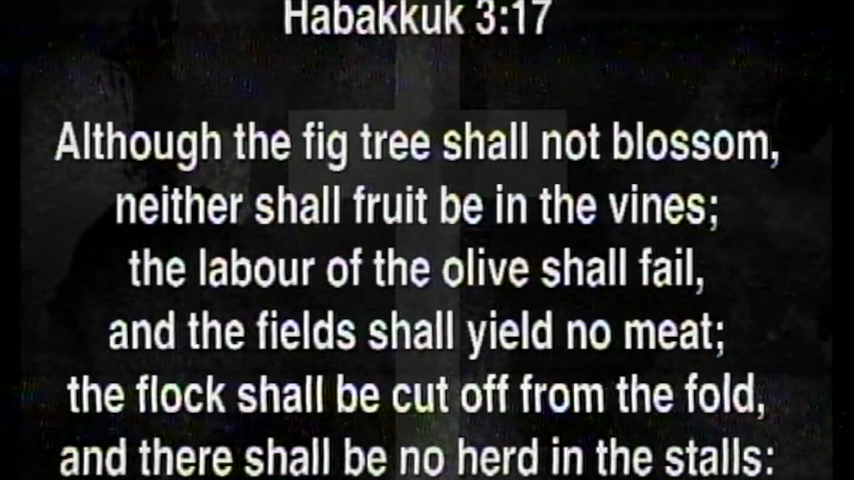 Habakkuk 3:17
Although the fig tree shall not blossom,
neither shall fruit be in the vines;
the labour of the olive shall fail,
and the fields shall yield no meat;
the flock shall be cut off from the fold,
and there shall be no herd in the stalls: